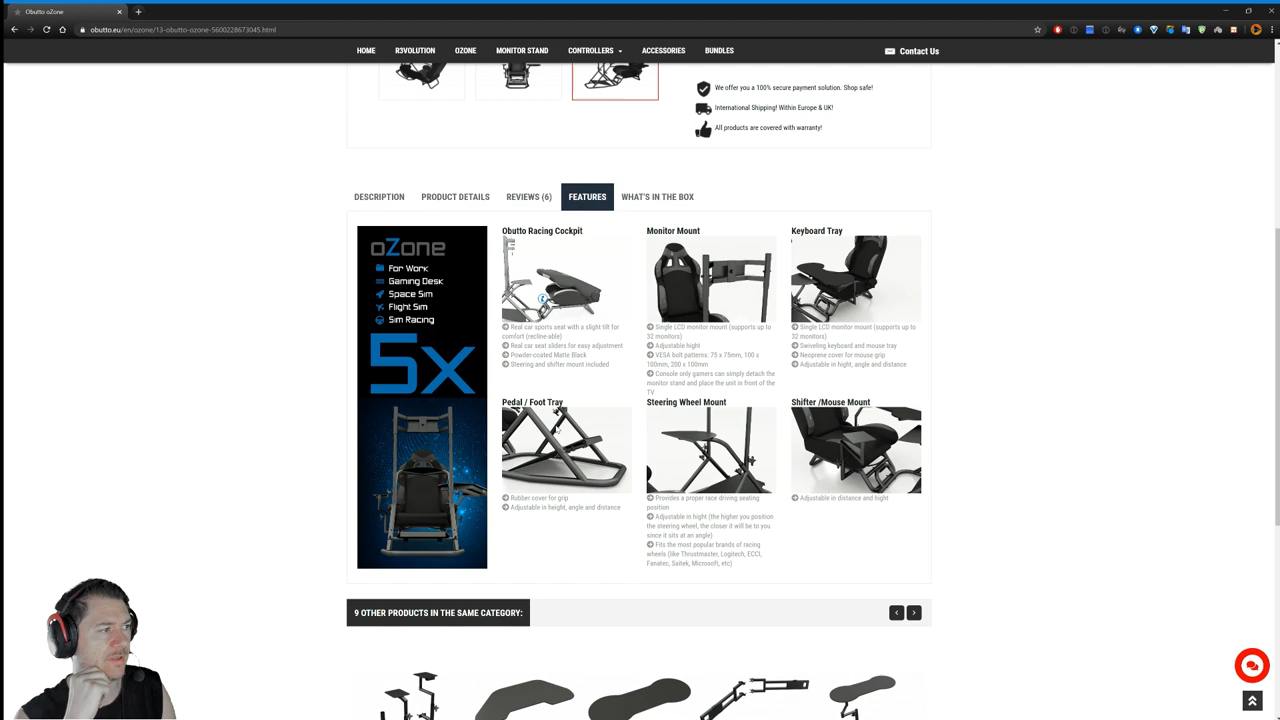 Obutto oZone
obutto.eu/en/ozone/13-obutto-ozone-5600228673045.html
HOME R3VOLUTION OZONE MONITOR STAND CONTROLLERS ACCESSORIES BUNDLES Contact Us
We offer you a 100% secure payment solution. Shop safe!
International Shipping! Within Europe & UK!
All products are covered with warranty!
DESCRIPTION PRODUCT DETAILS REVIEWS (6) FEATURES WHAT'S IN THE BOX
oZone
For Work
Gaming Desk
Space Sim
Flight Sim
Sim Racing
5x
Obutto Racing Cockpit
Real car sports seat with a slight tilt for
comfort (recline-able)
Real car seat sliders for easy adjustment
Powder-coated Matte Black
Steering and shifter mount included
Monitor Mount
Single LCD monitor mount (supports up to
32 monitors)
Adjustable hight
VESA bolt patterns: 75 x 75mm, 100 x
100mm, 200 x 100mm
Console only gamers can simply detach the
monitor stand and place the unit in front of the
TV
Keyboard Tray
Single LCD monitor mount (supports up to
32 monitors)
Swiveling keyboard and mouse tray
Neoprene cover for mouse grip
Adjustable in hight, angle and distance
Pedal / Foot Tray
Rubber cover for grip
Adjustable in height, angle and distance
Steering Wheel Mount
Provides a proper race driving seating
position
Adjustable in hight (the higher you position
the steering wheel, the closer it will be to you
since it sits at an angle)
Fits the most popular brands of racing
wheels (like Thrustmaster, Logitech, ECCI,
Fanatec, Saitek, Microsoft, etc)
Shifter /Mouse Mount
Adjustable in distance and hight
9 OTHER PRODUCTS IN THE SAME CATEGORY: